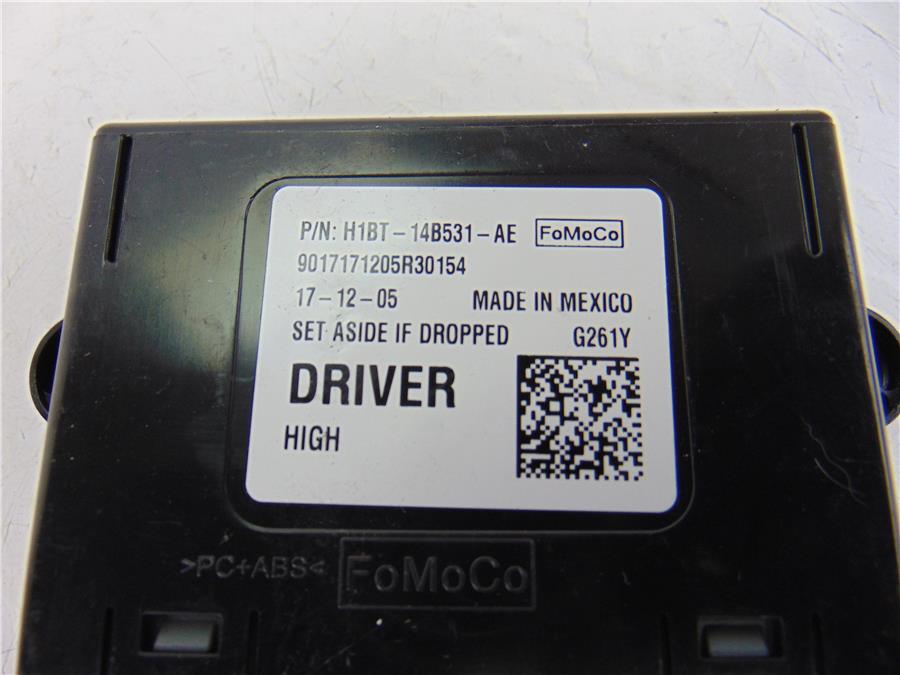 P/N: H1BT-14B531-AE FoMoCo
9017171205R30154
17-12-05 MADE IN MEXICO
SET ASIDE IF DROPPED G261Y
DRIVER
HIGH
>PC+ABS< FoMoCo